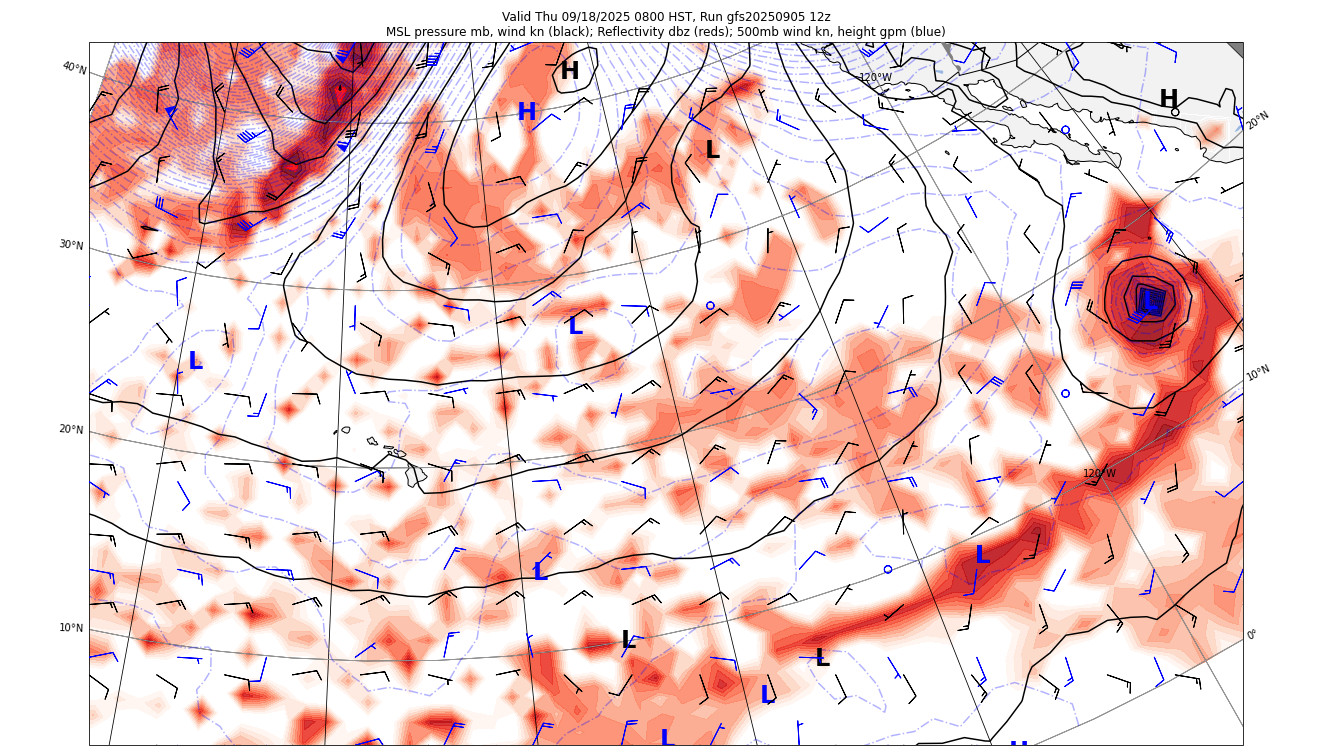 Valid Thu 09/18/2025 0800 HST, Run gfs20250905 12z
MSL pressure mb, wind kn (black); Reflectivity dbz (reds); 500mb wind kn, height gpm (blue)
40°N
H
120°W
H
H
20°N
L
30°N
L
L
L
10°N
20°N
120°W
L
L
10°N
L
0°
L
L
L
H